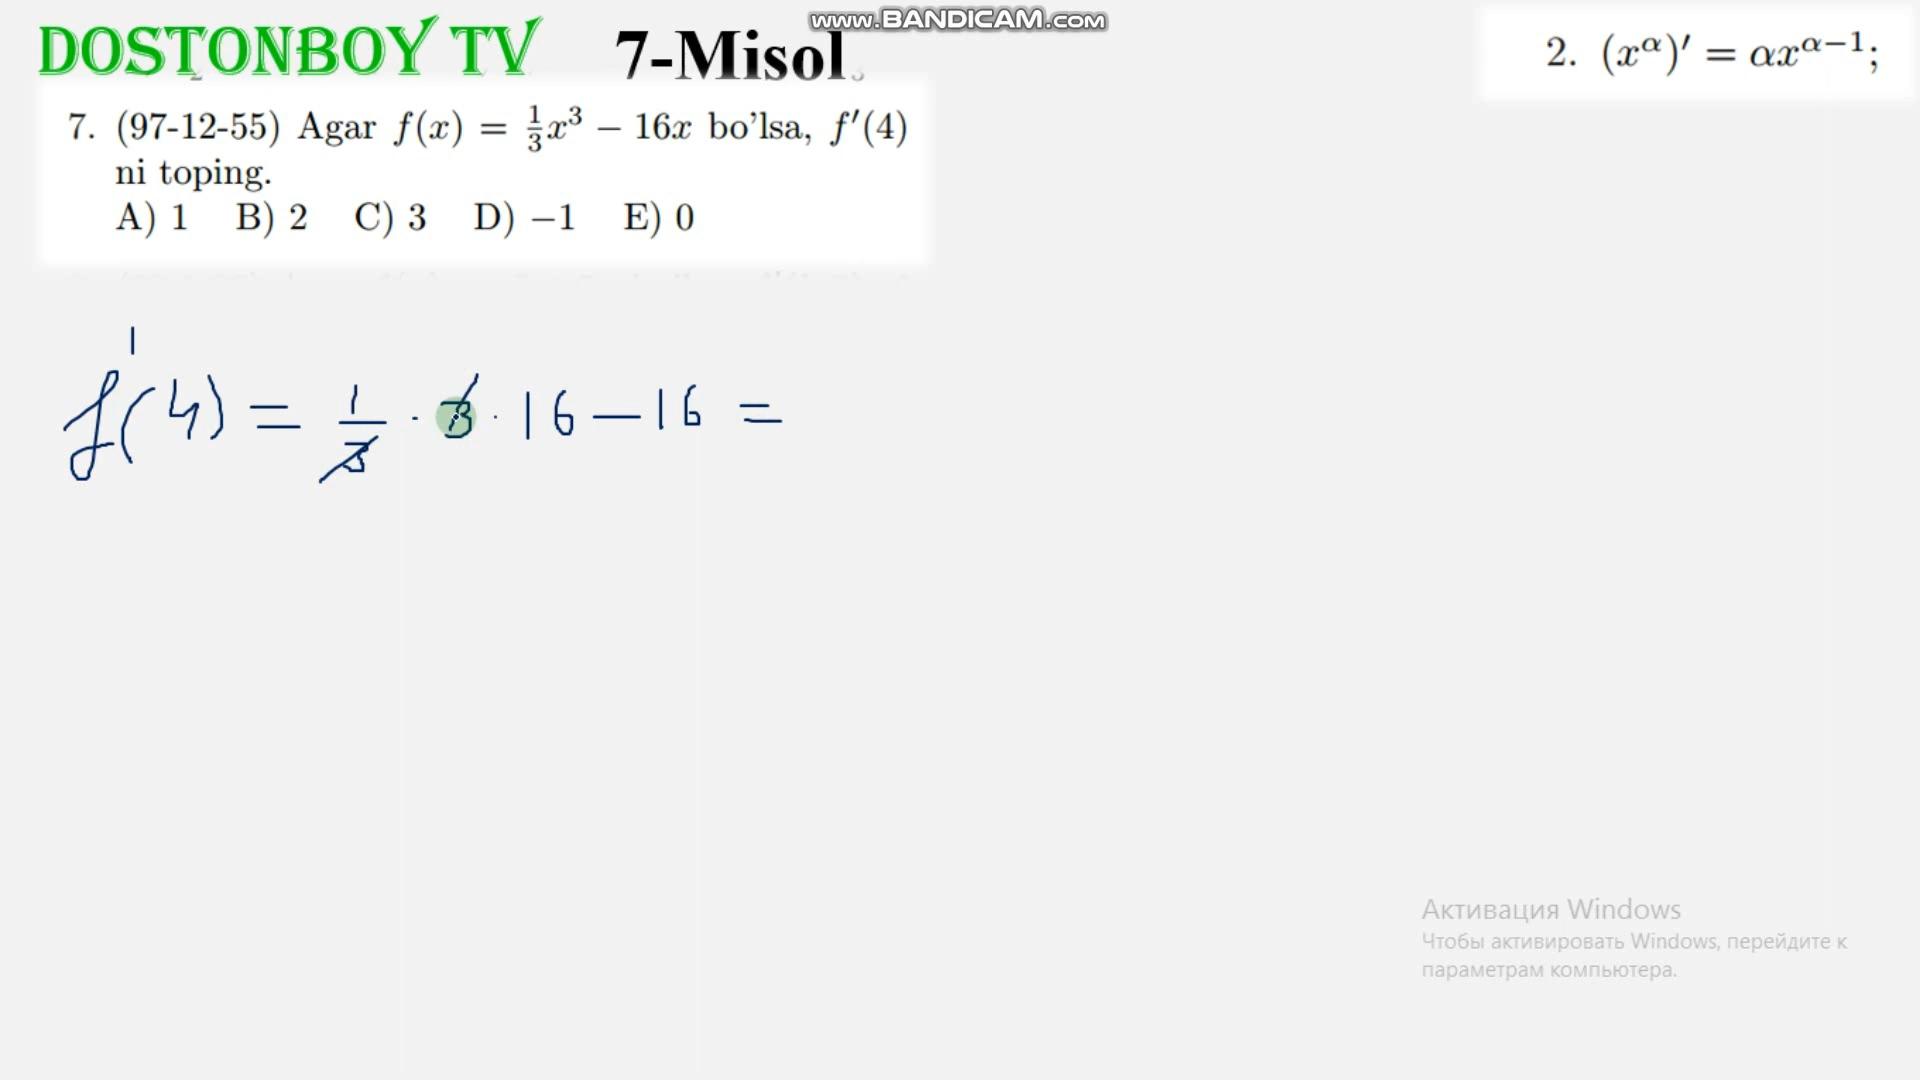 www.BANDICAM.com
DOSTONBOY TV 7-Misol
2. (x^α)′ = αx^{α−1};
7. (97-12-55) Agar f(x) = 1/3 x³ − 16x bo'lsa, f′(4)
ni toping.
A) 1 B) 2 C) 3 D) −1 E) 0
f'(4) = 1/3 · 3 · 16 − 16 =
Активация Windows
Чтобы активировать Windows, перейдите к
параметрам компьютера.